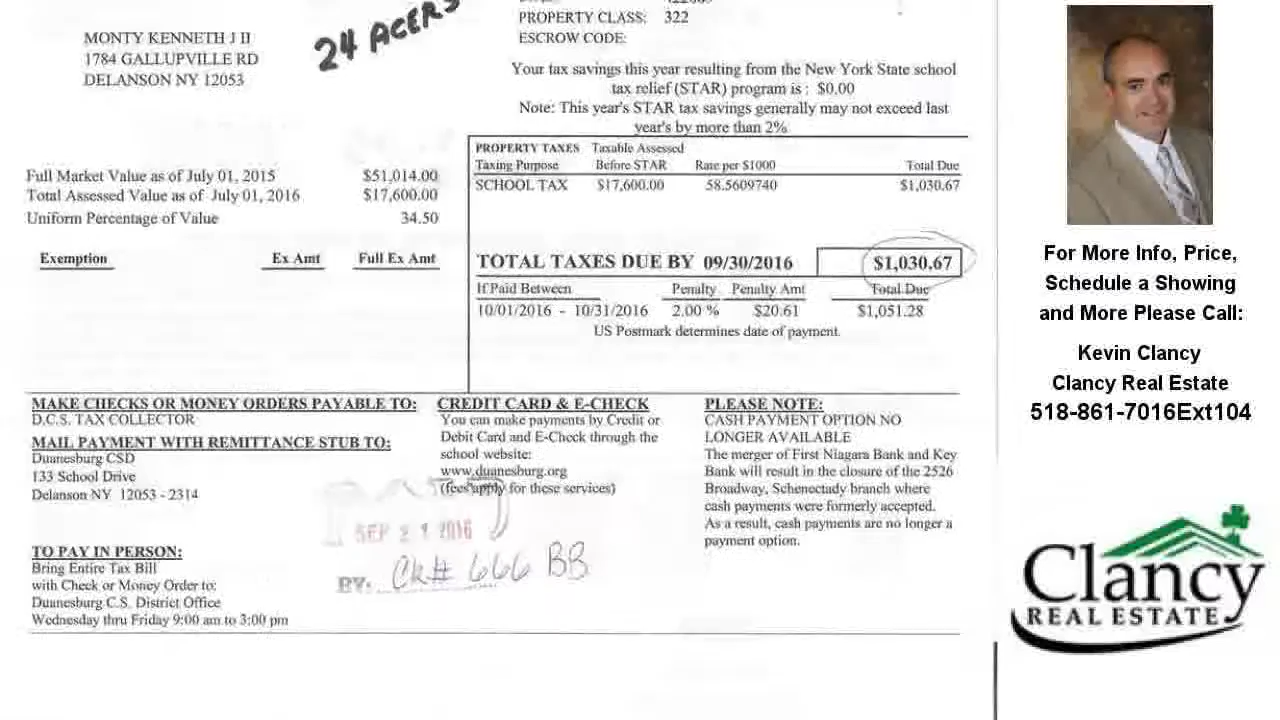 24 ACERS
PROPERTY CLASS: 322
ESCROW CODE:
MONTY KENNETH J II
1784 GALLUPVILLE RD
DELANSON NY 12053
Your tax savings this year resulting from the New York State school
tax relief (STAR) program is : $0.00
Note: This year's STAR tax savings generally may not exceed last
year's by more than 2%
Full Market Value as of July 01, 2015 $51,014.00
Total Assessed Value as of July 01, 2016 $17,600.00
Uniform Percentage of Value 34.50
Exemption Ex Amt Full Ex Amt
PROPERTY TAXES Taxable Assessed
Taxing Purpose Before STAR Rate per $1000 Total Due
SCHOOL TAX $17,600.00 58.5609740 $1,030.67
TOTAL TAXES DUE BY 09/30/2016 $1,030.67
If Paid Between Penalty Penalty Amt Total Due
10/01/2016 - 10/31/2016 2.00 % $20.61 $1,051.28
US Postmark determines date of payment.
MAKE CHECKS OR MONEY ORDERS PAYABLE TO:
D.C.S. TAX COLLECTOR
MAIL PAYMENT WITH REMITTANCE STUB TO:
Duanesburg CSD
133 School Drive
Delanson NY 12053 - 2314
TO PAY IN PERSON:
Bring Entire Tax Bill
with Check or Money Order to:
Duanesburg C.S. District Office
Wednesday thru Friday 9:00 am to 3:00 pm
CREDIT CARD & E-CHECK
You can make payments by Credit or
Debit Card and E-Check through the
school website:
www.duanesburg.org
(fees apply for these services)
SEP 2 1 2016
BY: CK# 666 BB
PLEASE NOTE:
CASH PAYMENT OPTION NO
LONGER AVAILABLE
The merger of First Niagara Bank and Key
Bank will result in the closure of the 2526
Broadway, Schenectady branch where
cash payments were formerly accepted.
As a result, cash payments are no longer a
payment option.
For More Info, Price,
Schedule a Showing
and More Please Call:
Kevin Clancy
Clancy Real Estate
518-861-7016Ext104
Clancy
REAL ESTATE